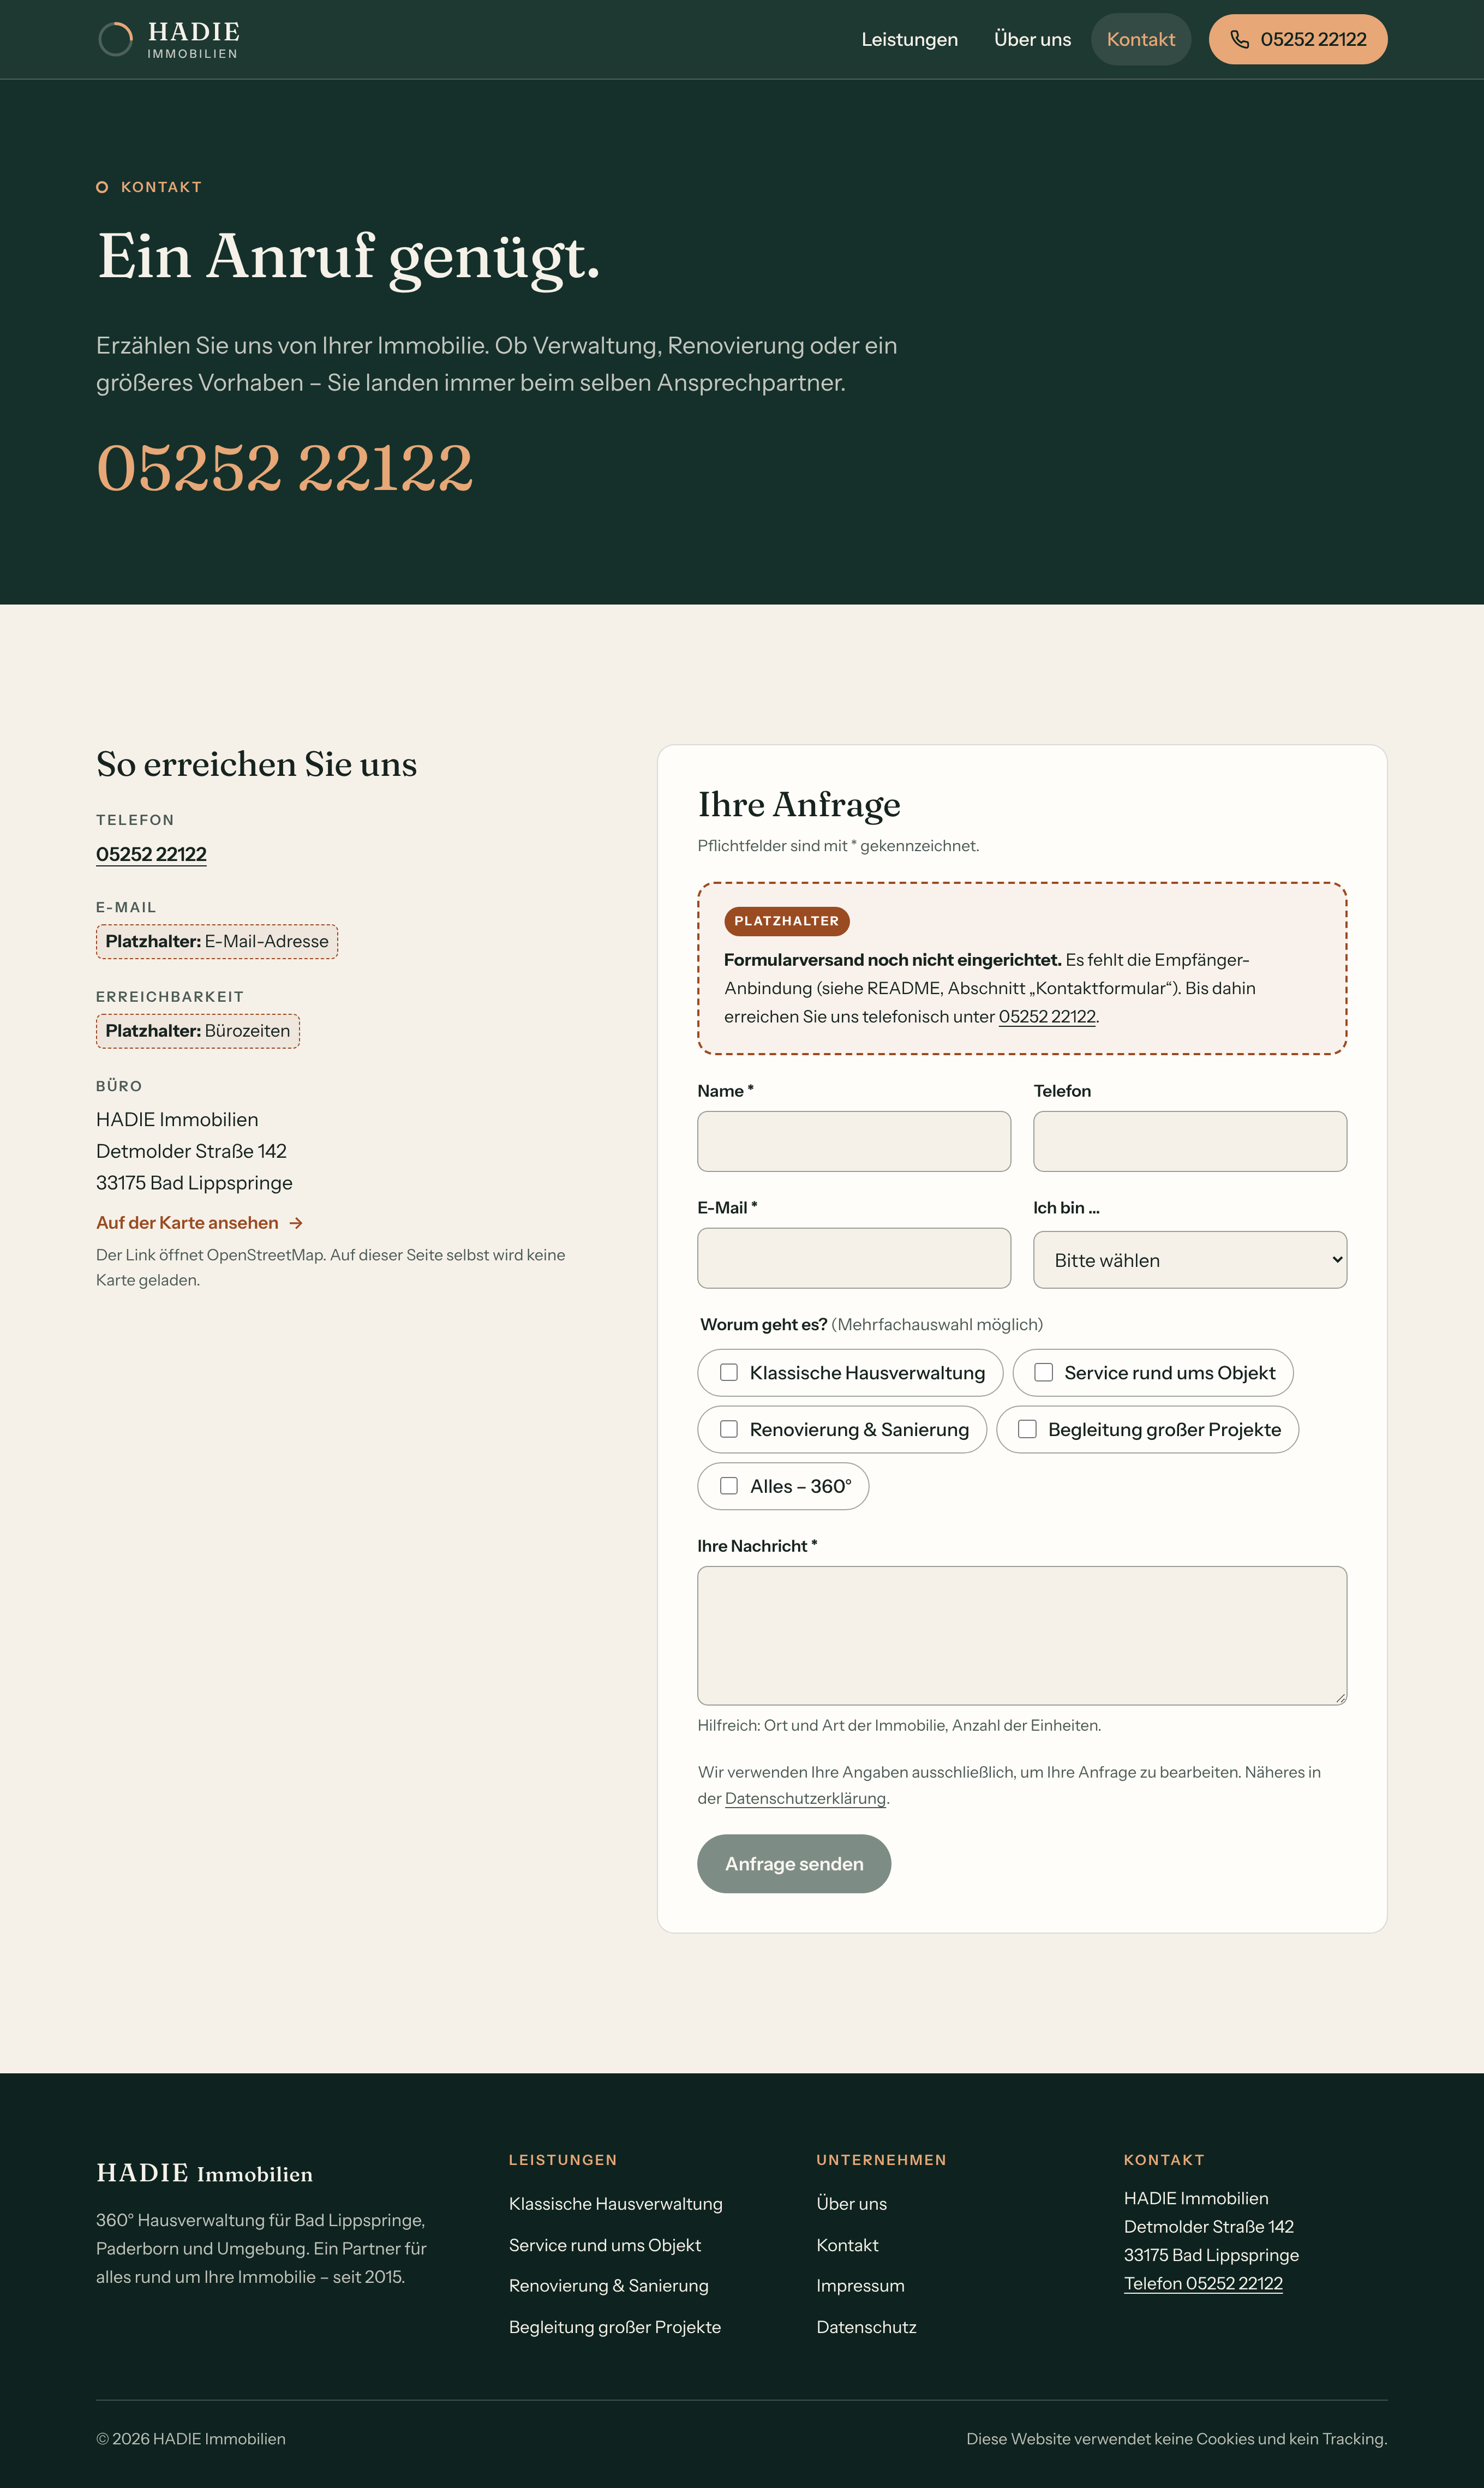 HADIE
IMMOBILIEN
Leistungen
Über uns
Kontakt
05252 22122
KONTAKT
Ein Anruf genügt.
Erzählen Sie uns von Ihrer Immobilie. Ob Verwaltung, Renovierung oder ein
größeres Vorhaben – Sie landen immer beim selben Ansprechpartner.
05252 22122
So erreichen Sie uns
TELEFON
05252 22122
E-MAIL
Platzhalter: E-Mail-Adresse
ERREICHBARKEIT
Platzhalter: Bürozeiten
BÜRO
HADIE Immobilien
Detmolder Straße 142
33175 Bad Lippspringe
Auf der Karte ansehen →
Der Link öffnet OpenStreetMap. Auf dieser Seite selbst wird keine
Karte geladen.
Ihre Anfrage
Pflichtfelder sind mit * gekennzeichnet.
PLATZHALTER
Formularversand noch nicht eingerichtet. Es fehlt die Empfänger-
Anbindung (siehe README, Abschnitt „Kontaktformular“). Bis dahin
erreichen Sie uns telefonisch unter 05252 22122.
Name *
Telefon
E-Mail *
Ich bin …
Bitte wählen
Worum geht es? (Mehrfachauswahl möglich)
Klassische Hausverwaltung
Service rund ums Objekt
Renovierung & Sanierung
Begleitung großer Projekte
Alles – 360°
Ihre Nachricht *
Hilfreich: Ort und Art der Immobilie, Anzahl der Einheiten.
Wir verwenden Ihre Angaben ausschließlich, um Ihre Anfrage zu bearbeiten. Näheres in
der Datenschutzerklärung.
Anfrage senden
HADIE Immobilien
360° Hausverwaltung für Bad Lippspringe,
Paderborn und Umgebung. Ein Partner für
alles rund um Ihre Immobilie – seit 2015.
LEISTUNGEN
Klassische Hausverwaltung
Service rund ums Objekt
Renovierung & Sanierung
Begleitung großer Projekte
UNTERNEHMEN
Über uns
Kontakt
Impressum
Datenschutz
KONTAKT
HADIE Immobilien
Detmolder Straße 142
33175 Bad Lippspringe
Telefon 05252 22122
© 2026 HADIE Immobilien
Diese Website verwendet keine Cookies und kein Tracking.